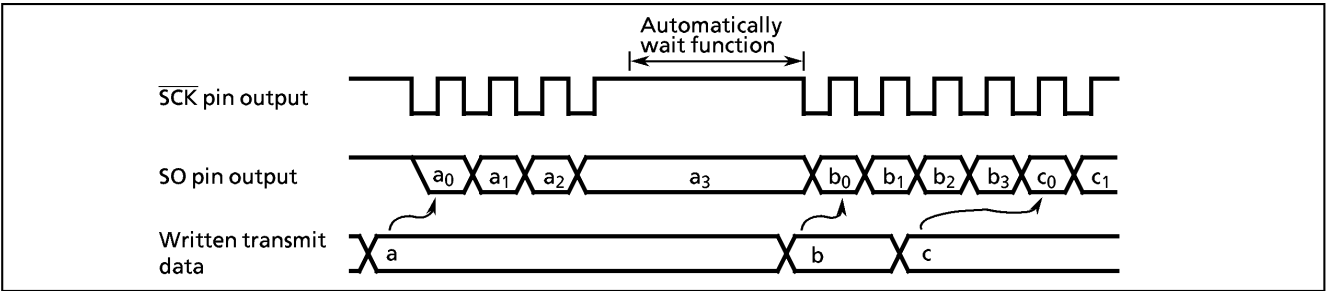 Automatically
wait function
SCK pin output
SO pin output
a0 a1 a2 a3 b0 b1 b2 b3 c0 c1
Written transmit
data
a b c